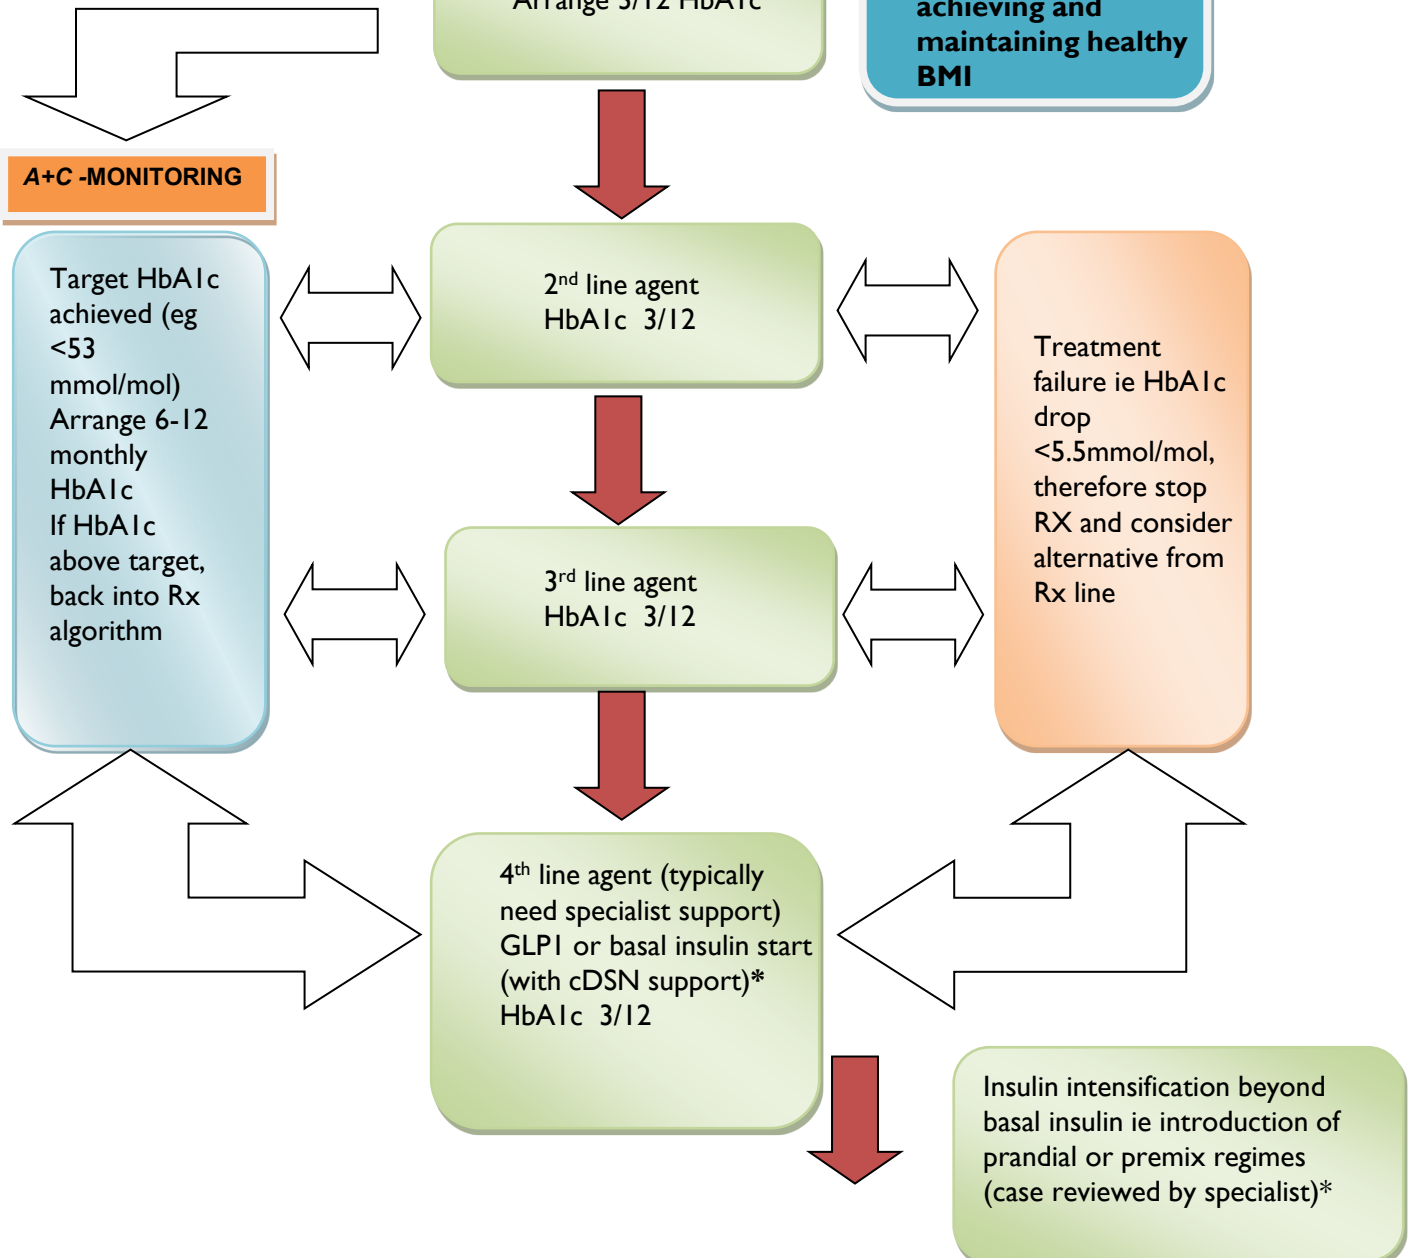 Arrange 3/12 HbA1c
achieving and
maintaining healthy
BMI
A+C -MONITORING
Target HbA1c
achieved (eg
<53
mmol/mol)
Arrange 6-12
monthly
HbA1c
If HbA1c
above target,
back into Rx
algorithm
2nd line agent
HbA1c 3/12
Treatment
failure ie HbA1c
drop
<5.5mmol/mol,
therefore stop
RX and consider
alternative from
Rx line
3rd line agent
HbA1c 3/12
4th line agent (typically
need specialist support)
GLP1 or basal insulin start
(with cDSN support)*
HbA1c 3/12
Insulin intensification beyond
basal insulin ie introduction of
prandial or premix regimes
(case reviewed by specialist)*